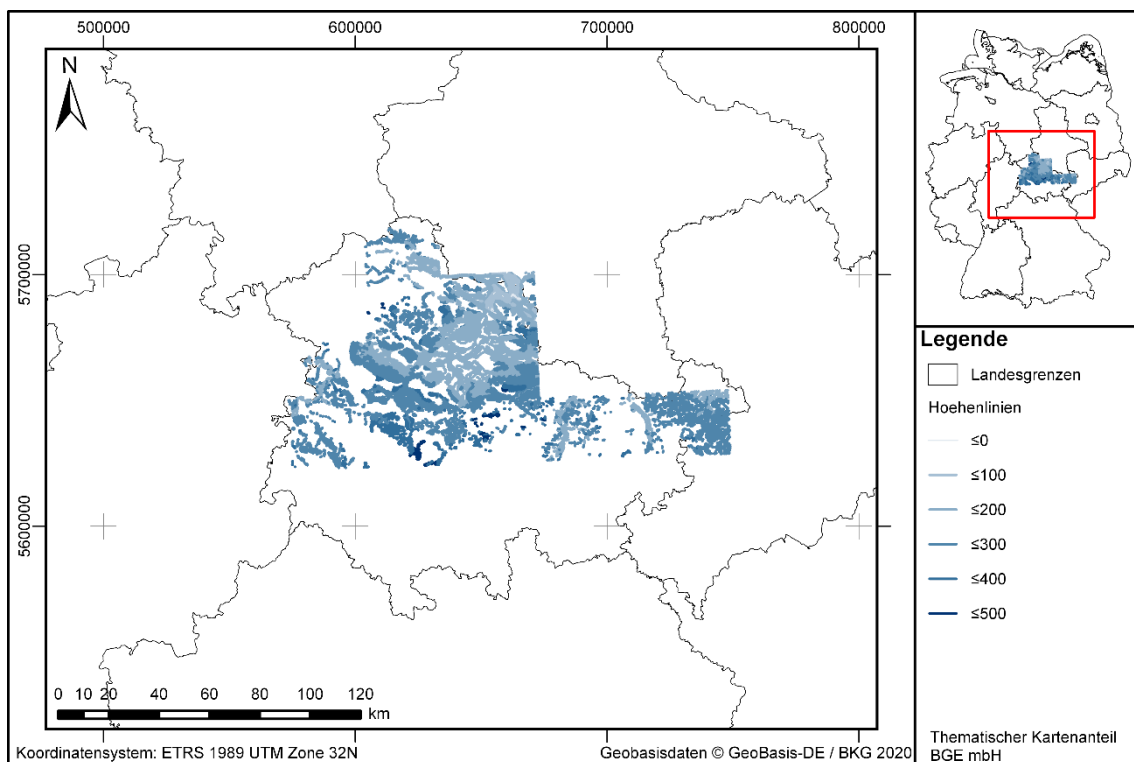 500000
600000
700000
800000
N
5700000
5600000
0 10 20 40 60 80 100 120
km
Koordinatensystem: ETRS 1989 UTM Zone 32N
Geobasisdaten © GeoBasis-DE / BKG 2020
Legende
Landesgrenzen
Hoehenlinien
≤0
≤100
≤200
≤300
≤400
≤500
Thematischer Kartenanteil
BGE mbH